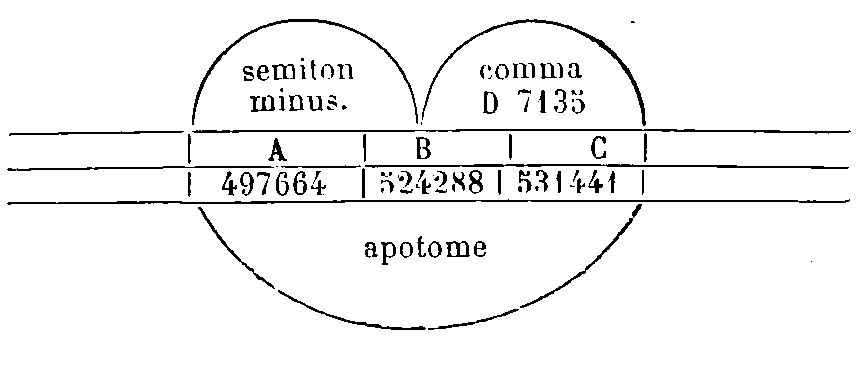 semiton
minus.
comma
D 7135
A | B | C
497664 | 524288 | 531441
apotome